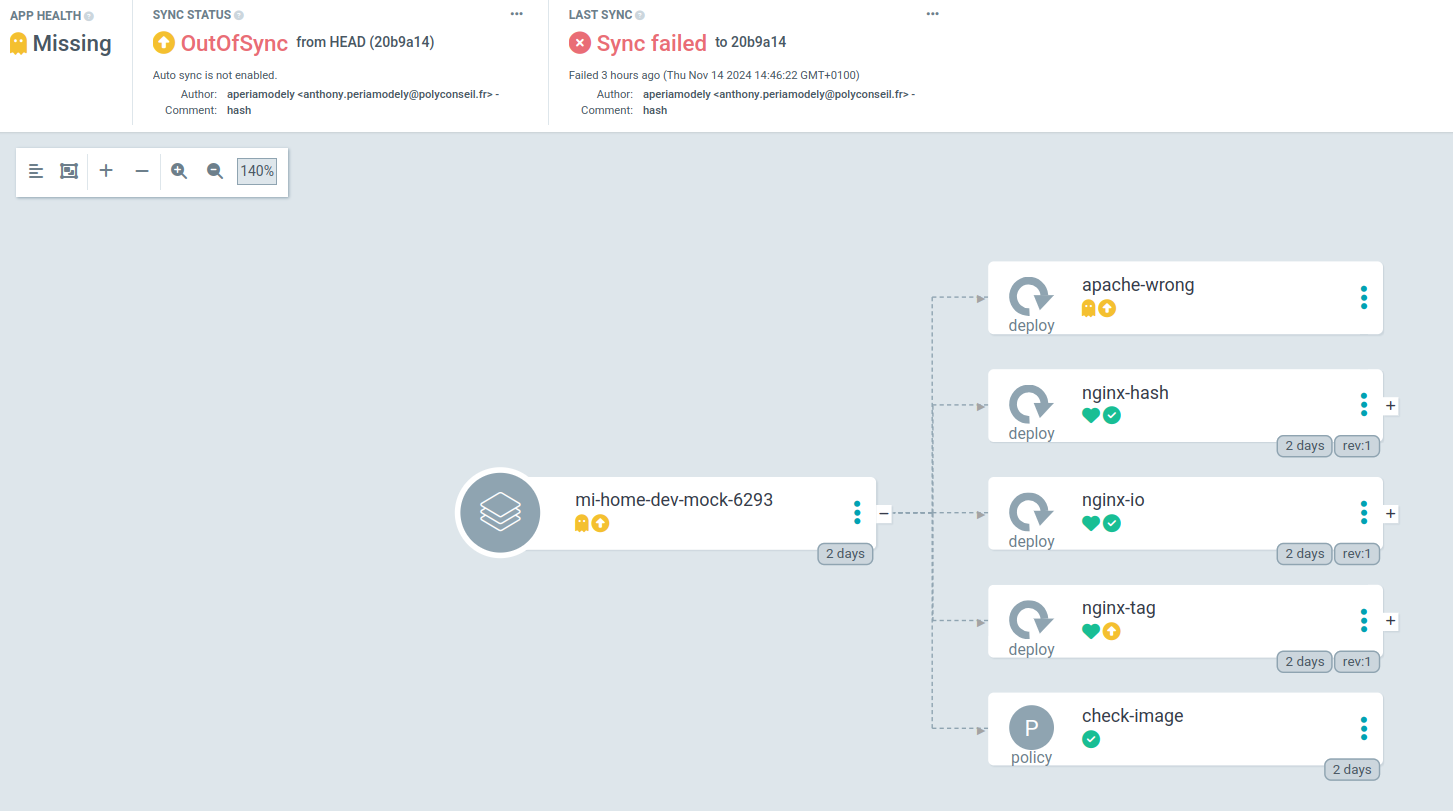 APP HEALTH
Missing
SYNC STATUS
OutOfSync from HEAD (20b9a14)
Auto sync is not enabled.
Author: aperiamodely <anthony.periamodely@polyconseil.fr> -
Comment: hash
LAST SYNC
Sync failed to 20b9a14
Failed 3 hours ago (Thu Nov 14 2024 14:46:22 GMT+0100)
Author: aperiamodely <anthony.periamodely@polyconseil.fr> -
Comment: hash
140%
mi-home-dev-mock-6293
2 days
apache-wrong
deploy
nginx-hash
deploy
2 days rev:1
nginx-io
deploy
2 days rev:1
nginx-tag
deploy
2 days rev:1
check-image
P
policy
2 days